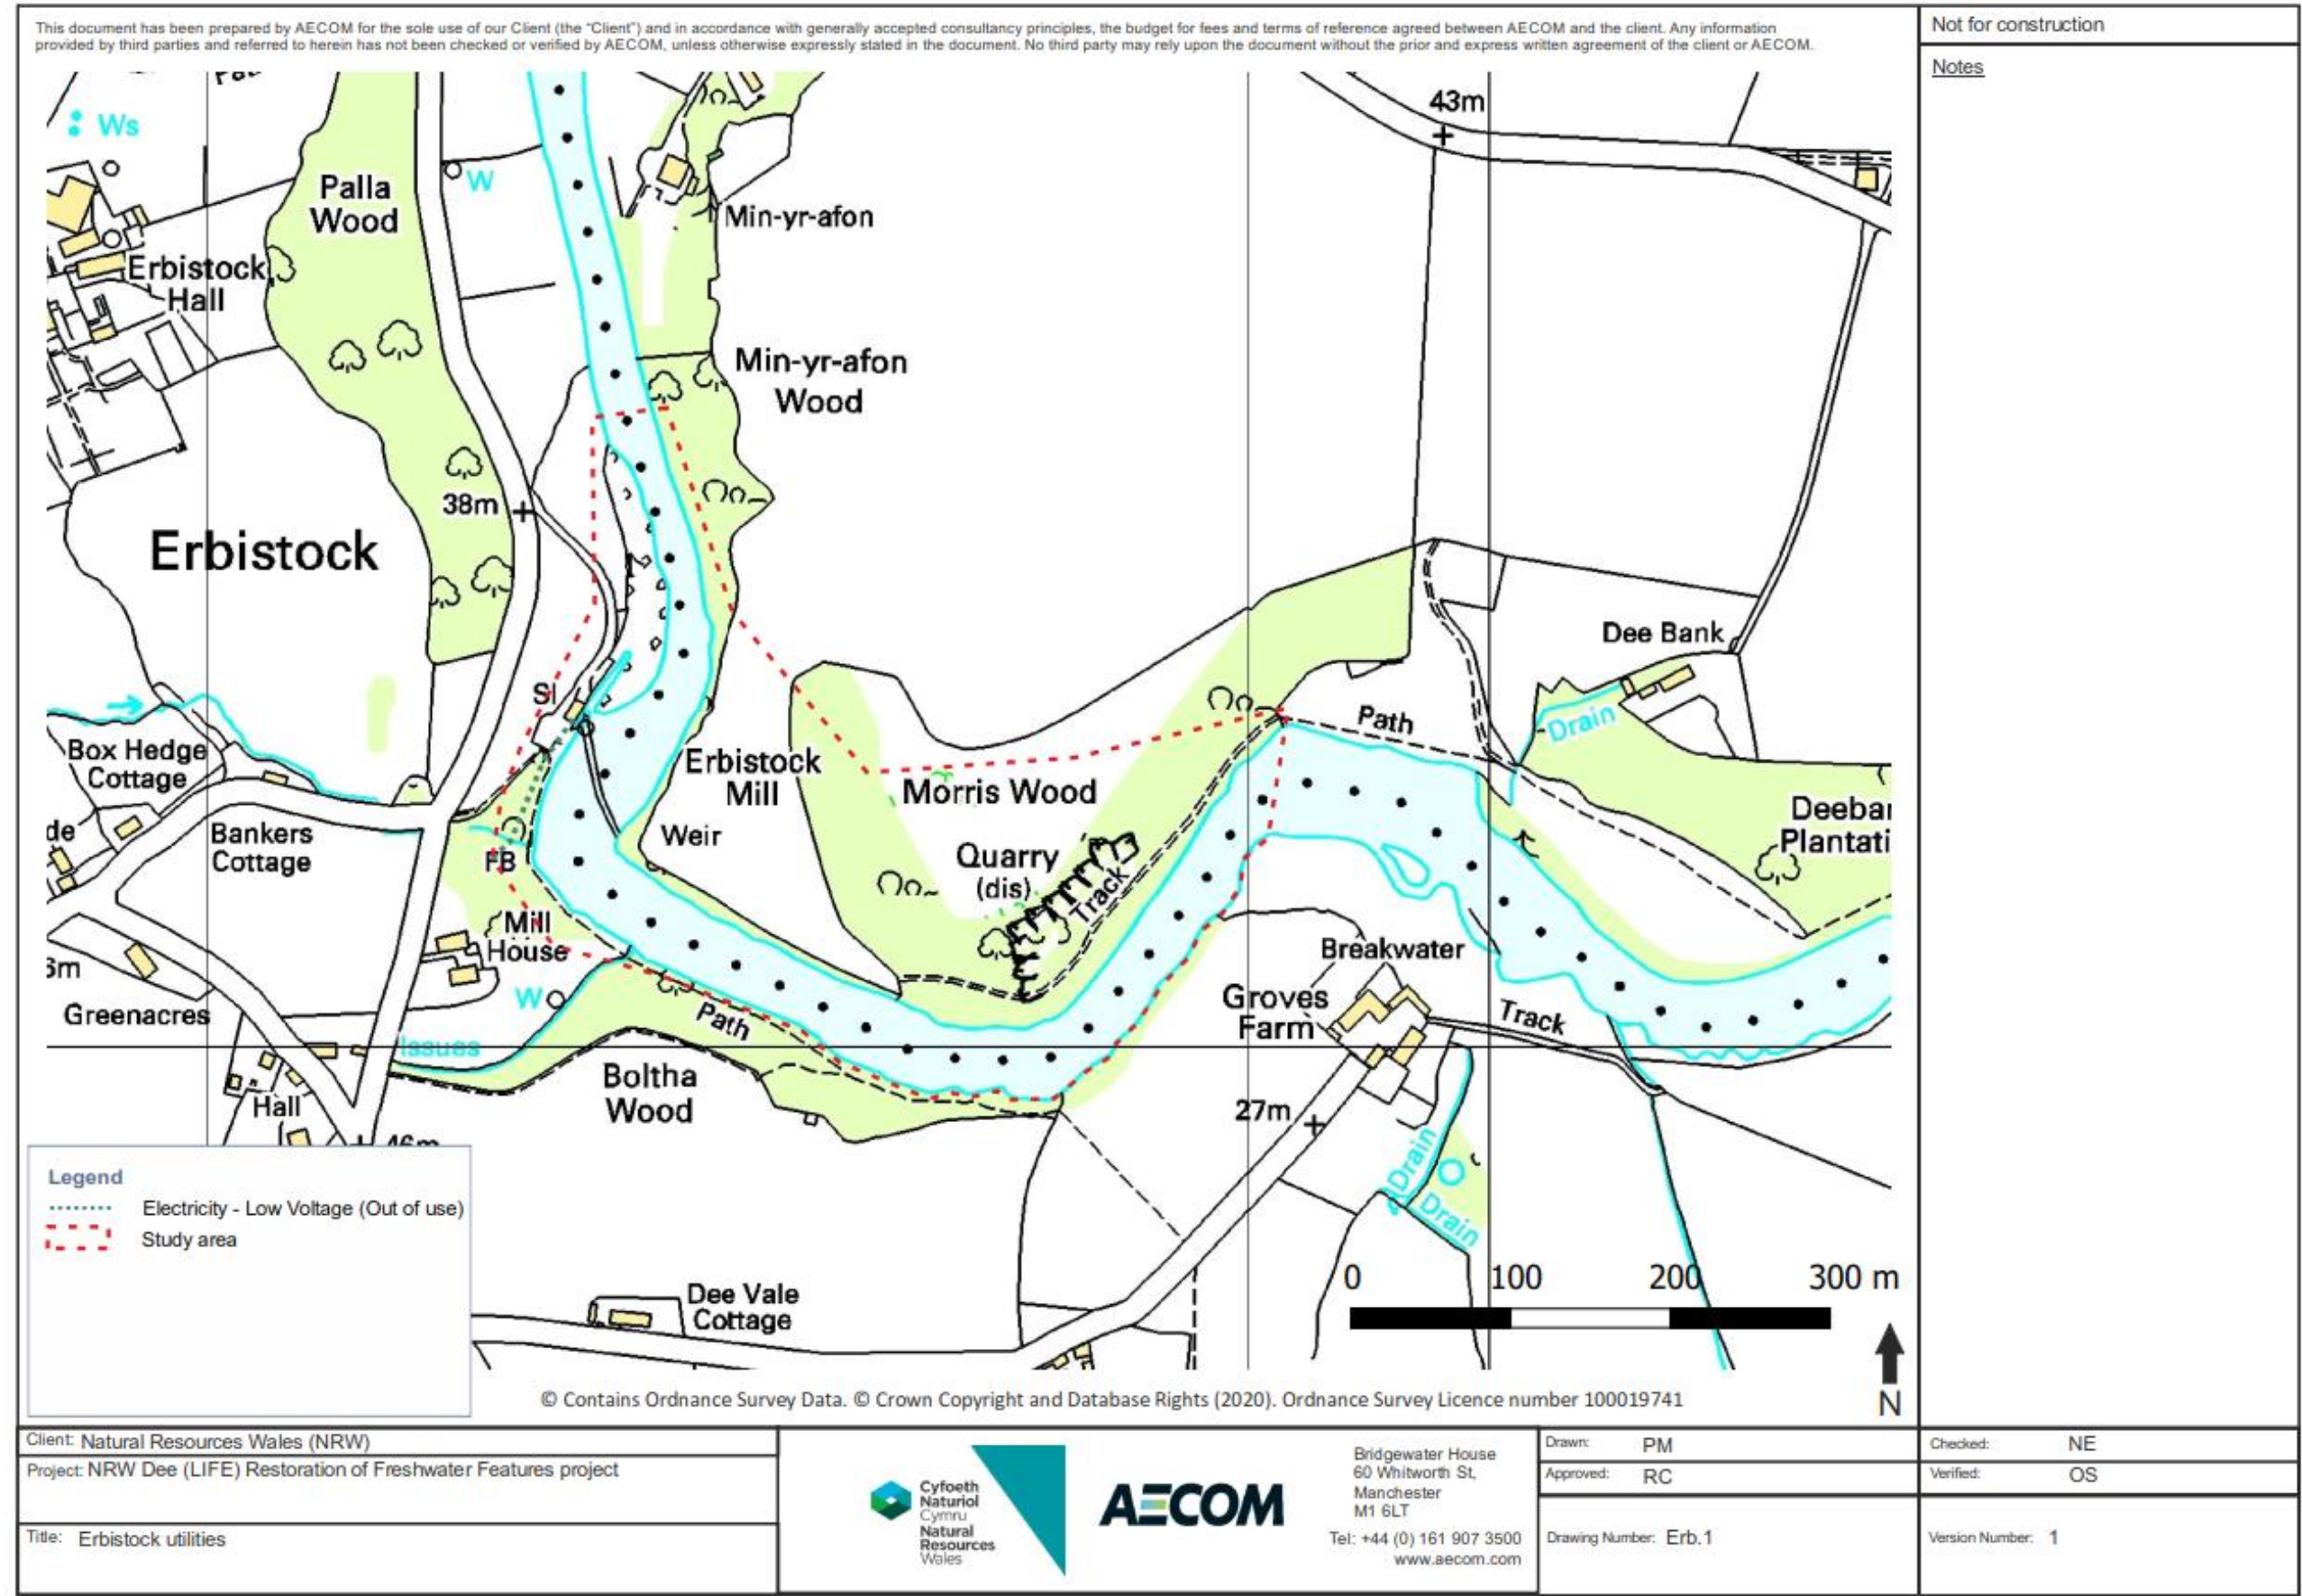 This document has been prepared by AECOM for the sole use of our Client (the “Client”) and in accordance with generally accepted consultancy principles, the budget for fees and terms of reference agreed between AECOM and the client. Any information
provided by third parties and referred to herein has not been checked or verified by AECOM, unless otherwise expressly stated in the document. No third party may rely upon the document without the prior and express written agreement of the client or AECOM.
Not for construction
Notes
43m
Ws
W
Palla
Wood
Min-yr-afon
Erbistock
Hall
Min-yr-afon
Wood
38m
Erbistock
Dee Bank
Sl
Path
Drain
Box Hedge
Cottage
Erbistock
Mill
Morris Wood
Deeban
Plantati
de
Bankers
Cottage
Weir
FB
Quarry
(dis)
Track
Mill
House
Breakwater
6m
W
Greenacres
Groves
Farm
Path
Track
Issues
Boltha
Wood
Hall
27m
46m
Drain
Drain
Legend
Electricity - Low Voltage (Out of use)
Study area
Dee Vale
Cottage
0 100 200 300 m
N
© Contains Ordnance Survey Data. © Crown Copyright and Database Rights (2020). Ordnance Survey Licence number 100019741
Client: Natural Resources Wales (NRW)
Project: NRW Dee (LIFE) Restoration of Freshwater Features project
Title: Erbistock utilities
Cyfoeth
Naturiol
Cymru
Natural
Resources
Wales
AECOM
Bridgewater House
60 Whitworth St,
Manchester
M1 6LT
Tel: +44 (0) 161 907 3500
www.aecom.com
Drawn: PM
Approved: RC
Drawing Number: Erb.1
Checked: NE
Verified: OS
Version Number: 1